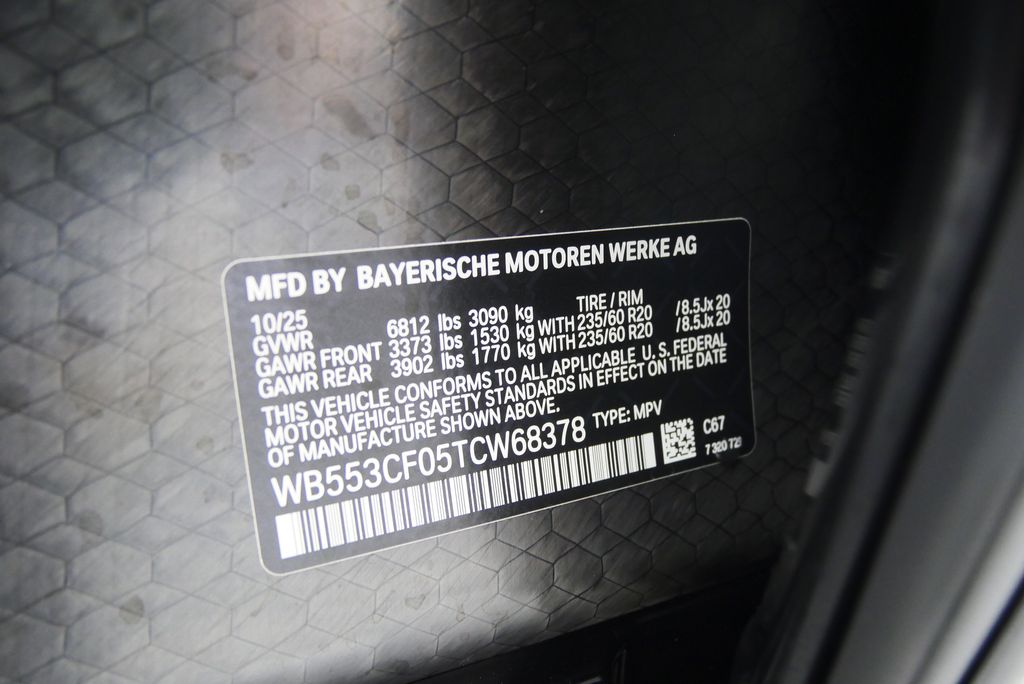 MFD BY BAYERISCHE MOTOREN WERKE AG
10/25 TIRE / RIM
GVWR 6812 lbs 3090 kg
GAWR FRONT 3373 lbs 1530 kg WITH 235/60 R20 /8.5Jx 20
GAWR REAR 3902 lbs 1770 kg WITH 235/60 R20 /8.5Jx 20
THIS VEHICLE CONFORMS TO ALL APPLICABLE U.S. FEDERAL
MOTOR VEHICLE SAFETY STANDARDS IN EFFECT ON THE DATE
OF MANUFACTURE SHOWN ABOVE.
WB553CF05TCW68378 TYPE: MPV
C67
7 320 72